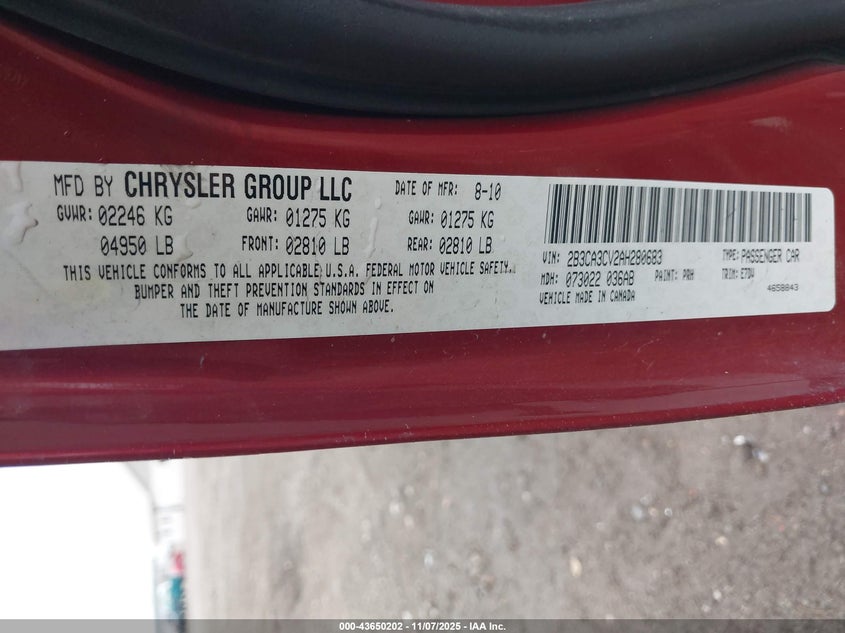 MFD BY CHRYSLER GROUP LLC DATE OF MFR: 8-10
GVWR: 02246 KG GAWR: 01275 KG GAWR: 01275 KG
04950 LB FRONT: 02810 LB REAR: 02810 LB
THIS VEHICLE CONFORMS TO ALL APPLICABLE U.S.A. FEDERAL MOTOR VEHICLE SAFETY,
BUMPER AND THEFT PREVENTION STANDARDS IN EFFECT ON
THE DATE OF MANUFACTURE SHOWN ABOVE.
VIN: 2B3CA3CV2AH280683 TYPE: PASSENGER CAR
MDH: 073022 036AB PAINT: PRH TRIM: E7DV
VEHICLE MADE IN CANADA 4658843
000-43650202 - 11/07/2025 - IAA Inc.